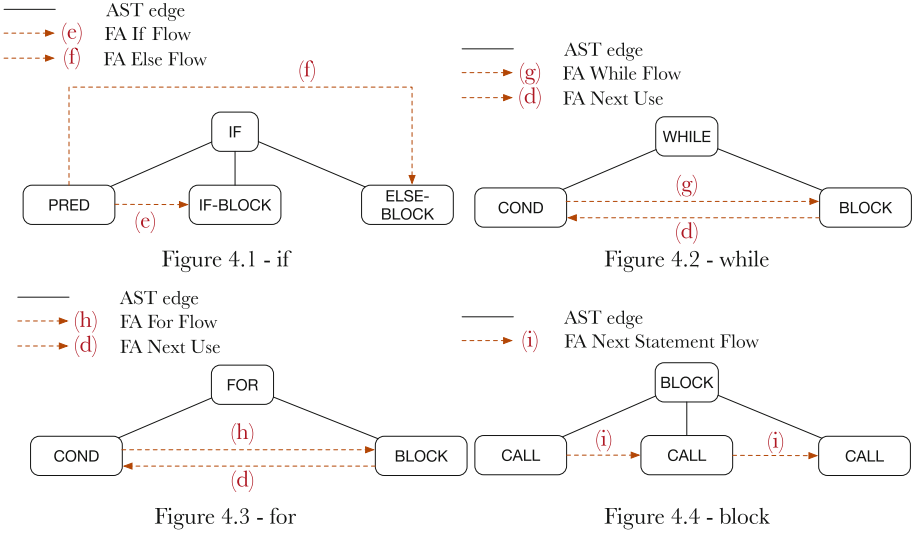 AST edge
(e) FA If Flow
(f) FA Else Flow
(f)
IF
PRED
IF-BLOCK
ELSE-
BLOCK
(e)
Figure 4.1 - if
AST edge
(g) FA While Flow
(d) FA Next Use
WHILE
COND
(g)
BLOCK
(d)
Figure 4.2 - while
AST edge
(h) FA For Flow
(d) FA Next Use
FOR
COND
(h)
BLOCK
(d)
Figure 4.3 - for
AST edge
(i) FA Next Statement Flow
BLOCK
CALL
(i)
CALL
(i)
CALL
Figure 4.4 - block